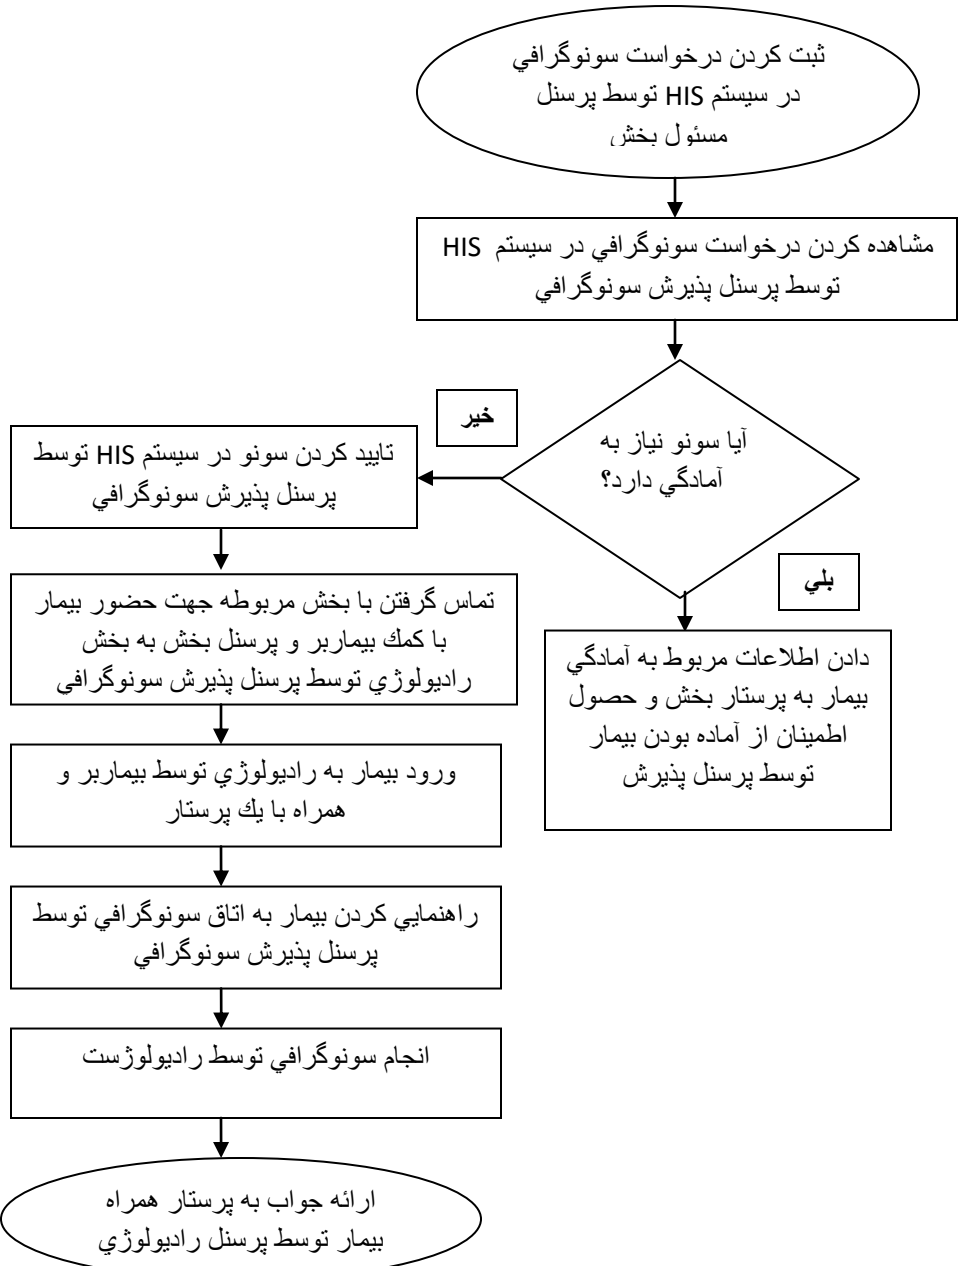 ثبت كردن درخواست سونوگرافي
در سيستم HIS توسط پرسنل
مسئول بخش
مشاهده كردن درخواست سونوگرافي در سيستم HIS
توسط پرسنل پذيرش سونوگرافي
آيا سونو نياز به
آمادگي دارد؟
خير
بلي
تاييد كردن سونو در سيستم HIS توسط
پرسنل پذيرش سونوگرافي
تماس گرفتن با بخش مربوطه جهت حضور بيمار
با كمك بيماربر و پرسنل بخش به بخش
راديولوژي توسط پرسنل پذيرش سونوگرافي
دادن اطلاعات مربوط به آمادگي
بيمار به پرستار بخش و حصول
اطمينان از آماده بودن بيمار
توسط پرسنل پذيرش
ورود بيمار به راديولوژي توسط بيماربر و
همراه با يك پرستار
راهنمايي كردن بيمار به اتاق سونوگرافي توسط
پرسنل پذيرش سونوگرافي
انجام سونوگرافي توسط راديولوژست
ارائه جواب به پرستار همراه
بيمار توسط پرسنل راديولوژي